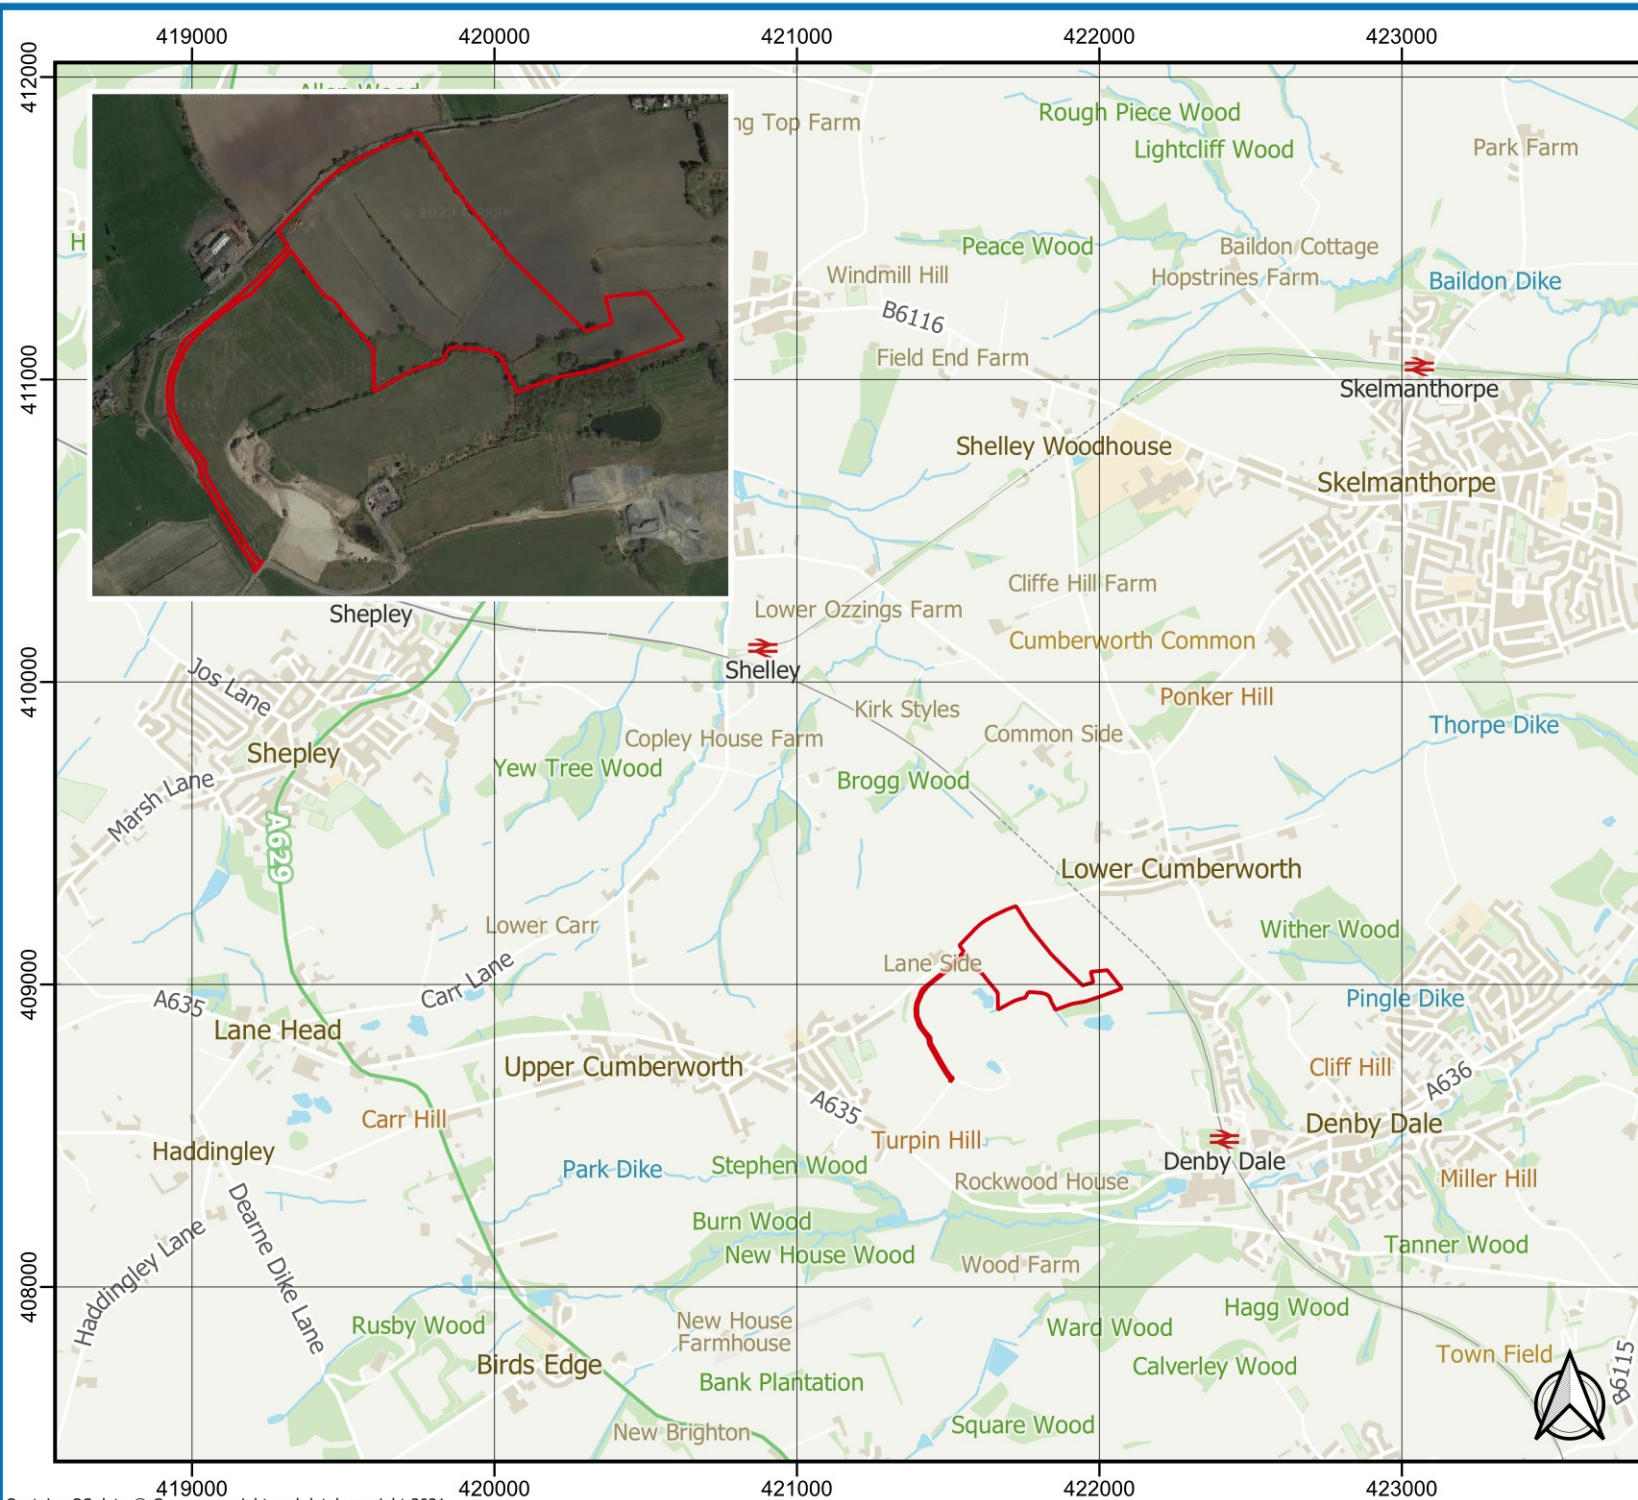 419000
420000
421000
422000
423000
412000
411000
410000
409000
408000
Allen Wood
ng Top Farm
Rough Piece Wood
Lightcliff Wood
Park Farm
© 2023 Google
H
Peace Wood
Baildon Cottage
Windmill Hill
Hopstrines Farm
Baildon Dike
B6116
Field End Farm
Skelmanthorpe
Shelley Woodhouse
Skelmanthorpe
Cliffe Hill Farm
Shepley
Lower Ozzings Farm
Cumberworth Common
Shelley
Jos Lane
Ponker Hill
Kirk Styles
Thorpe Dike
Common Side
Copley House Farm
Shepley
Yew Tree Wood
Brogg Wood
Marsh Lane
A629
Lower Cumberworth
Lower Carr
Wither Wood
Lane Side
Carr Lane
A635
Pingle Dike
Lane Head
Upper Cumberworth
Cliff Hill
A636
A635
Carr Hill
Denby Dale
Turpin Hill
Haddingley
Denby Dale
Stephen Wood
Park Dike
Rockwood House
Miller Hill
Burn Wood
New House Wood
Tanner Wood
Wood Farm
Dearne Dike Lane
Haddingley Lane
Hagg Wood
New House
Farmhouse
Rusby Wood
Ward Wood
Town Field
Birds Edge
Calverley Wood
B6115
Bank Plantation
Square Wood
New Brighton
419000
420000
421000
422000
423000